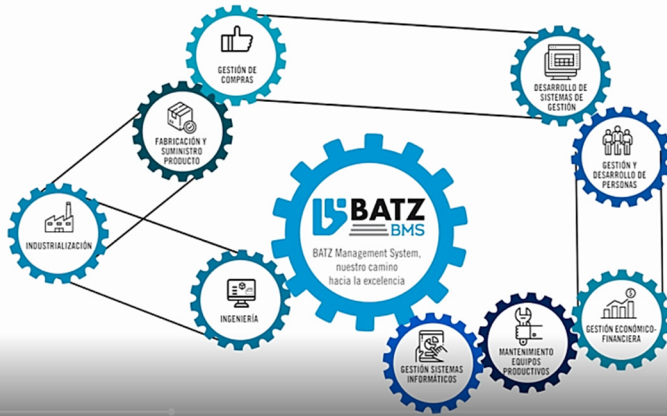 GESTIÓN DE
COMPRAS
DESARROLLO DE
SISTEMAS DE
GESTIÓN
FABRICACIÓN Y
SUMINISTRO
PRODUCTO
GESTIÓN Y
DESARROLLO DE
PERSONAS
BATZ
BMS
BATZ Management System,
nuestro camino
hacia la excelencia
INDUSTRIALIZACIÓN
INGENIERÍA
GESTIÓN ECONÓMICO-
FINANCIERA
MANTENIMIENTO
EQUIPOS
PRODUCTIVOS
GESTIÓN SISTEMAS
INFORMÁTICOS